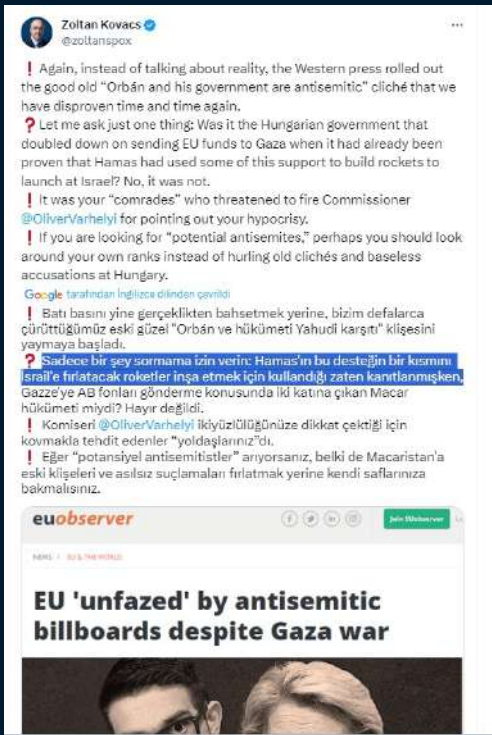 Zoltan Kovacs
@zoltanspox
❗ Again, instead of talking about reality, the Western press rolled out
the good old “Orbán and his government are antisemitic” cliché that we
have disproven time and time again.
❓ Let me ask just one thing: Was it the Hungarian government that
doubled down on sending EU funds to Gaza when it had already been
proven that Hamas had used some of this support to build rockets to
launch at Israel? No, it was not.
❗ It was your “comrades” who threatened to fire Commissioner
@OliverVarhelyi for pointing out your hypocrisy.
❗ If you are looking for “potential antisemites,” perhaps you should look
around your own ranks instead of hurling old clichés and baseless
accusations at Hungary.
Google tarafından İngilizce dilinden çevrildi
❗ Batı basını yine gerçeklikten bahsetmek yerine, bizim defalarca
çürüttüğümüz eski güzel "Orbán ve hükümeti Yahudi karşıtı" klişesini
yaymaya başladı.
❓ Sadece bir şey sormama izin verin: Hamas'ın bu desteğin bir kısmını
İsrail'e fırlatacak roketler inşa etmek için kullandığı zaten kanıtlanmışken,
Gazze'ye AB fonları gönderme konusunda iki katına çıkan Macar
hükümeti miydi? Hayır değildi.
❗ Komiseri @OliverVarhelyi ikiyüzlülüğünüze dikkat çektiği için
kovmakla tehdit edenler “yoldaşlarınız”dı.
❗ Eğer “potansiyel antisemitistler” arıyorsanız, belki de Macaristan'a
eski klişeleri ve asılsız suçlamaları fırlatmak yerine kendi saflarınıza
bakmalısınız.
euobserver
Join Webserver
NEWS / EU & THE WORLD
EU 'unfazed' by antisemitic
billboards despite Gaza war